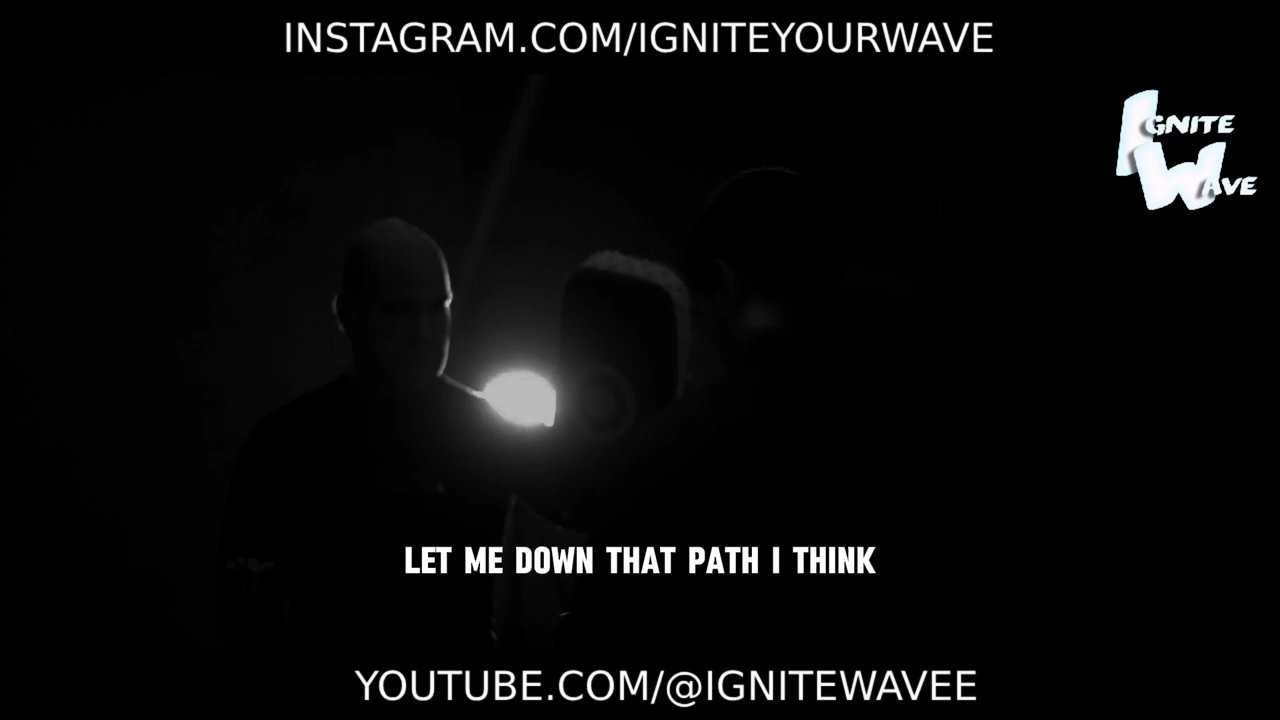 INSTAGRAM.COM/IGNITEYOURWAVE
IGNITE
WAVE
LET ME DOWN THAT PATH I THINK
YOUTUBE.COM/@IGNITEWAVEE